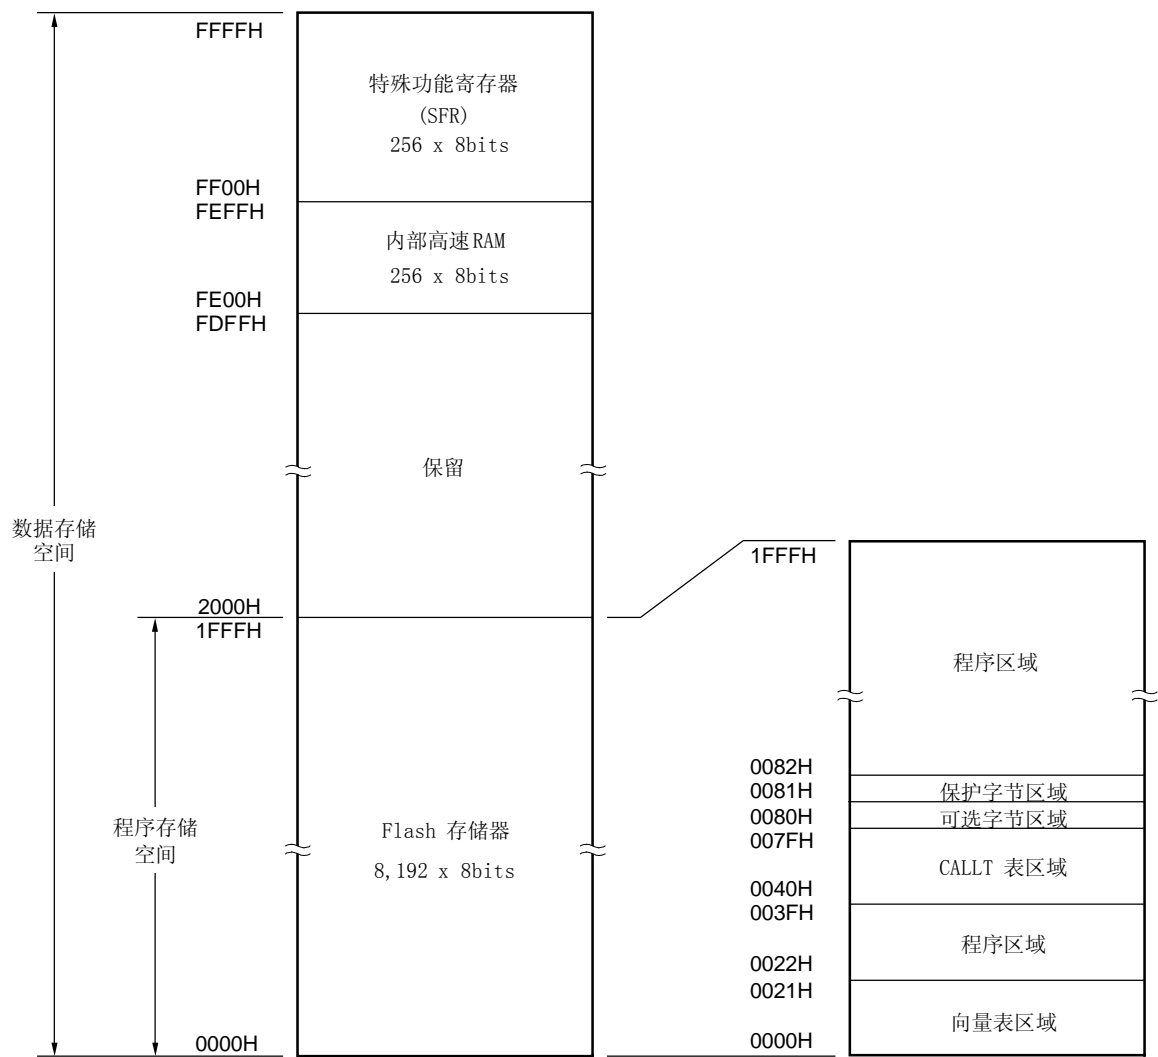 FFFFH
特殊功能寄存器
(SFR)
256 x 8bits
FF00H
FEFFH
内部高速RAM
256 x 8bits
FE00H
FDFFH
保留
数据存储
空间
2000H
1FFFH
程序存储
空间
Flash 存储器
8,192 x 8bits
0000H
1FFFH
程序区域
0082H
0081H
保护字节区域
0080H
可选字节区域
007FH
CALLT 表区域
0040H
003FH
程序区域
0022H
0021H
向量表区域
0000H